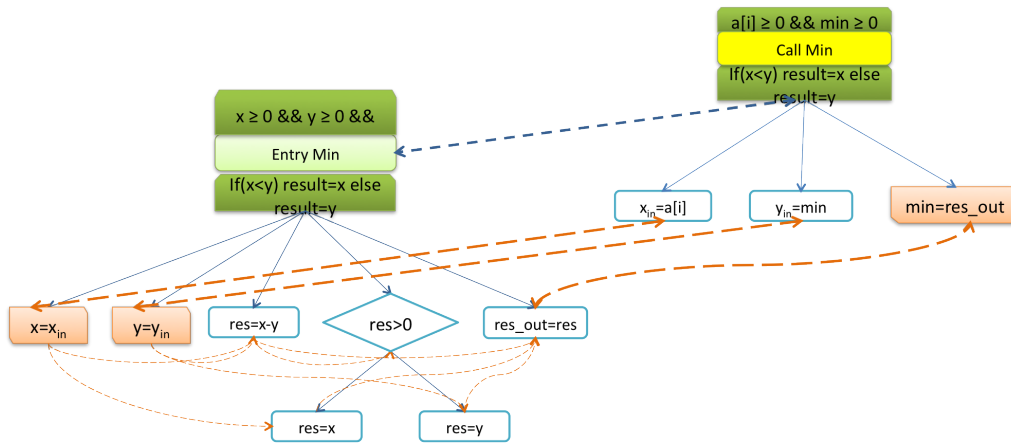 a[i] ≥ 0 && min ≥ 0
Call Min
If(x<y) result=x else
result=y
x ≥ 0 && y ≥ 0 &&
Entry Min
If(x<y) result=x else
result=y
xin=a[i]
yin=min
min=res_out
x=xin
y=yin
res=x-y
res>0
res_out=res
res=x
res=y